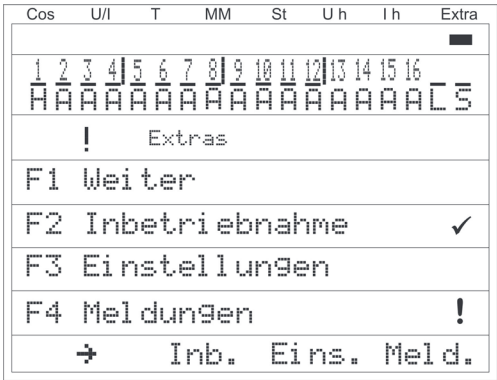 Cos U/I T MM St U h I h Extra
1 2 3 4 5 6 7 8 9 10 11 12 13 14 15 16
A A A A A A A A A A A A A A A A L S
! Extras
F1 Weiter
F2 Inbetriebnahme ✓
F3 Einstellungen
F4 Meldungen !
➔ Inb. Eins. Meld.